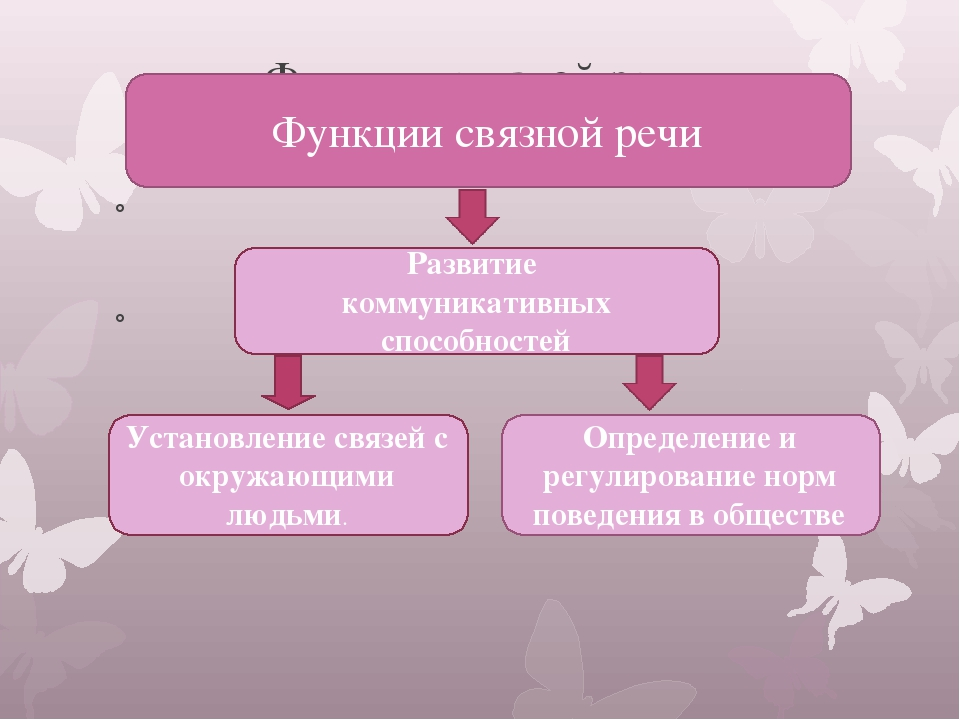 Функции связной речи
Развитие
коммуникативных
способностей
Установление связей с
окружающими
людьми.
Определение и
регулирование норм
поведения в обществе